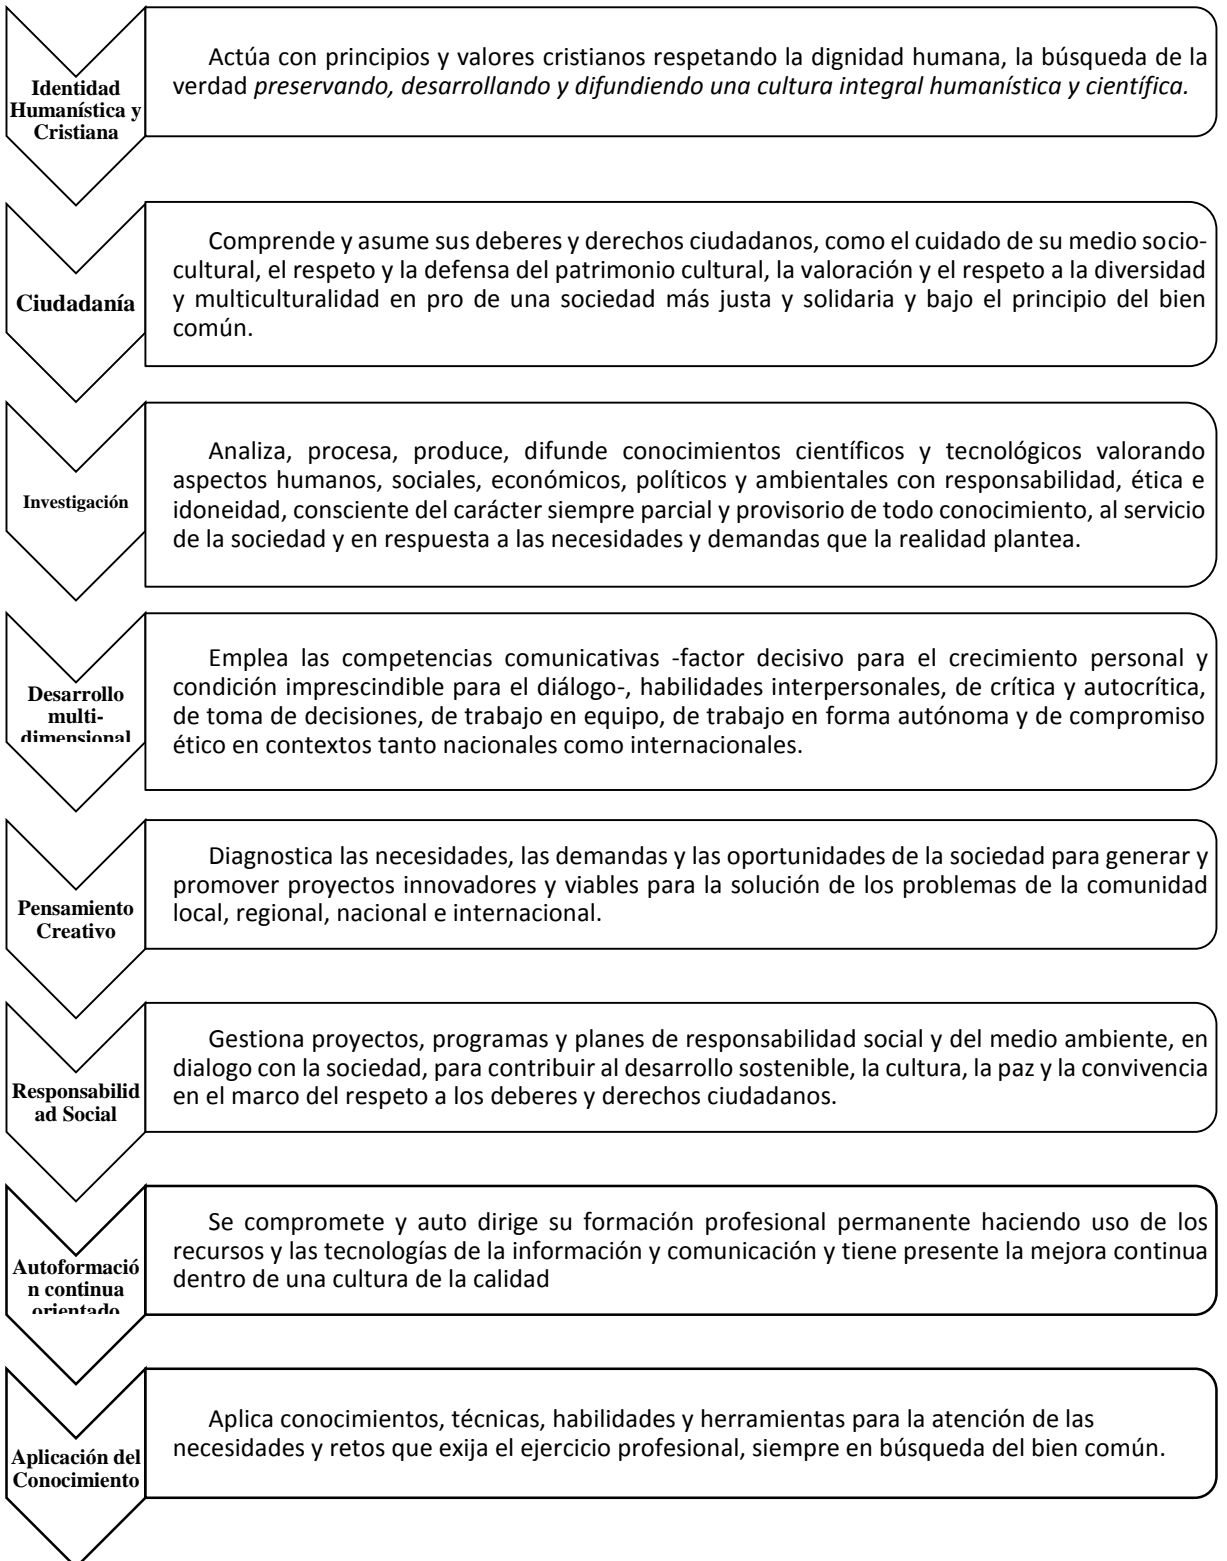 Identidad
Humanística y
Cristiana
Actúa con principios y valores cristianos respetando la dignidad humana, la búsqueda de la
verdad preservando, desarrollando y difundiendo una cultura integral humanística y científica.
Ciudadanía
Comprende y asume sus deberes y derechos ciudadanos, como el cuidado de su medio socio-
cultural, el respeto y la defensa del patrimonio cultural, la valoración y el respeto a la diversidad
y multiculturalidad en pro de una sociedad más justa y solidaria y bajo el principio del bien
común.
Investigación
Analiza, procesa, produce, difunde conocimientos científicos y tecnológicos valorando
aspectos humanos, sociales, económicos, políticos y ambientales con responsabilidad, ética e
idoneidad, consciente del carácter siempre parcial y provisorio de todo conocimiento, al servicio
de la sociedad y en respuesta a las necesidades y demandas que la realidad plantea.
Desarrollo
multi-
dimensional
Emplea las competencias comunicativas -factor decisivo para el crecimiento personal y
condición imprescindible para el diálogo-, habilidades interpersonales, de crítica y autocrítica,
de toma de decisiones, de trabajo en equipo, de trabajo en forma autónoma y de compromiso
ético en contextos tanto nacionales como internacionales.
Pensamiento
Creativo
Diagnostica las necesidades, las demandas y las oportunidades de la sociedad para generar y
promover proyectos innovadores y viables para la solución de los problemas de la comunidad
local, regional, nacional e internacional.
Responsabilid
ad Social
Gestiona proyectos, programas y planes de responsabilidad social y del medio ambiente, en
dialogo con la sociedad, para contribuir al desarrollo sostenible, la cultura, la paz y la convivencia
en el marco del respeto a los deberes y derechos ciudadanos.
Autoformació
n continua
orientado
Se compromete y auto dirige su formación profesional permanente haciendo uso de los
recursos y las tecnologías de la información y comunicación y tiene presente la mejora continua
dentro de una cultura de la calidad
Aplicación del
Conocimiento
Aplica conocimientos, técnicas, habilidades y herramientas para la atención de las
necesidades y retos que exija el ejercicio profesional, siempre en búsqueda del bien común.